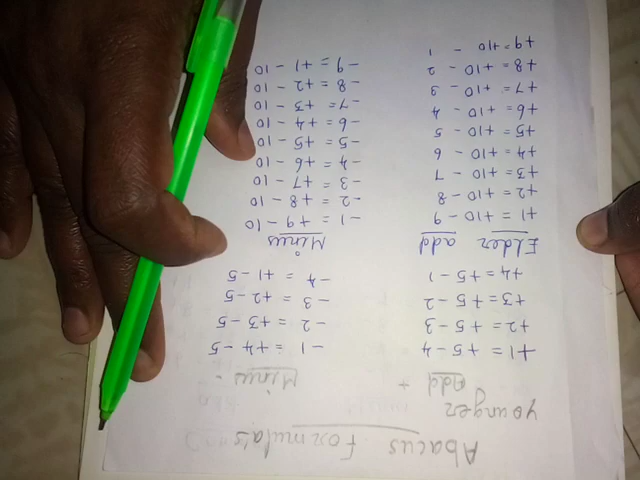 Abacus Formula's
younger
Add + Minus -
+1 = +5 - 4 -1 = +4 - 5
+2 = +5 - 3 -2 = +3 - 5
+3 = +5 - 2 -3 = +2 - 5
+4 = +5 - 1 -4 = +1 - 5
Elder add Minus
+1 = +10 - 9 -1 = +9 - 10
+2 = +10 - 8 -2 = +8 - 10
+3 = +10 - 7 -3 = +7 - 10
+4 = +10 - 6 -4 = +6 - 10
+5 = +10 - 5 -5 = +5 - 10
+6 = +10 - 4 -6 = +4 - 10
+7 = +10 - 3 -7 = +3 - 10
+8 = +10 - 2 -8 = +2 - 10
+9 = +10 - 1 -9 = +1 - 10